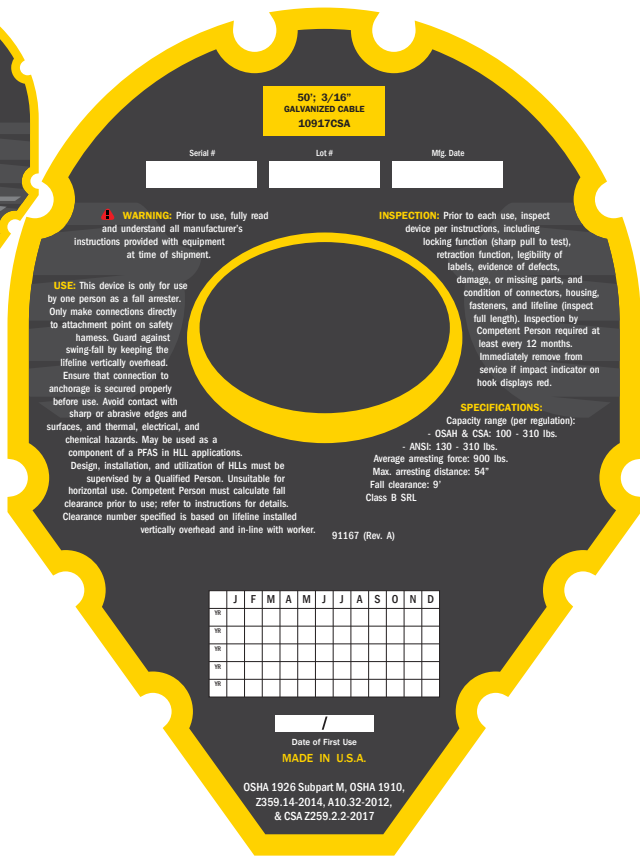 50’; 3/16”
GALVANIZED CABLE
10917CSA
Serial #
Lot #
Mfg. Date
WARNING: Prior to use, fully read
and understand all manufacturer’s
instructions provided with equipment
at time of shipment.
USE: This device is only for use
by one person as a fall arrester.
Only make connections directly
to attachment point on safety
harness. Guard against
swing-fall by keeping the
lifeline vertically overhead.
Ensure that connection to
anchorage is secured properly
before use. Avoid contact with
sharp or abrasive edges and
surfaces, and thermal, electrical, and
chemical hazards. May be used as a
component of a PFAS in HLL applications.
Design, installation, and utilization of HLLs must be
supervised by a Qualified Person. Unsuitable for
horizontal use. Competent Person must calculate fall
clearance prior to use; refer to instructions for details.
Clearance number specified is based on lifeline installed
vertically overhead and in-line with worker.
INSPECTION: Prior to each use, inspect
device per instructions, including
locking function (sharp pull to test),
retraction function, legibility of
labels, evidence of defects,
damage, or missing parts, and
condition of connectors, housing,
fasteners, and lifeline (inspect
full length). Inspection by
Competent Person required at
least every 12 months.
Immediately remove from
service if impact indicator on
hook displays red.
SPECIFICATIONS:
Capacity range (per regulation):
- OSAH & CSA: 100 - 310 lbs.
- ANSI: 130 - 310 lbs.
Average arresting force: 900 lbs.
Max. arresting distance: 54”
Fall clearance: 9’
Class B SRL
91167 (Rev. A)
J F M A M J J A S O N D
YR
YR
YR
YR
YR
/
Date of First Use
MADE IN U.S.A.
OSHA 1926 Subpart M, OSHA 1910,
Z359.14-2014, A10.32-2012,
& CSA Z259.2.2-2017